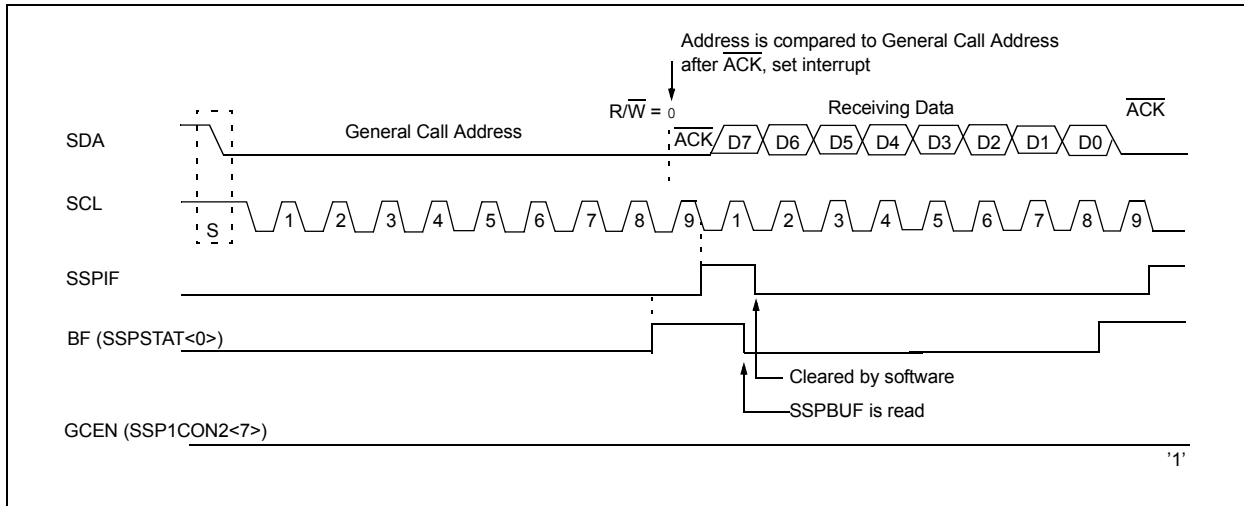 Address is compared to General Call Address
after ACK, set interrupt
R/W = 0
Receiving Data
ACK
SDA
General Call Address
ACK D7 D6 D5 D4 D3 D2 D1 D0
SCL
S
1 2 3 4 5 6 7 8 9 1 2 3 4 5 6 7 8 9
SSPIF
BF (SSPSTAT<0>)
Cleared by software
SSPBUF is read
GCEN (SSP1CON2<7>)
'1'